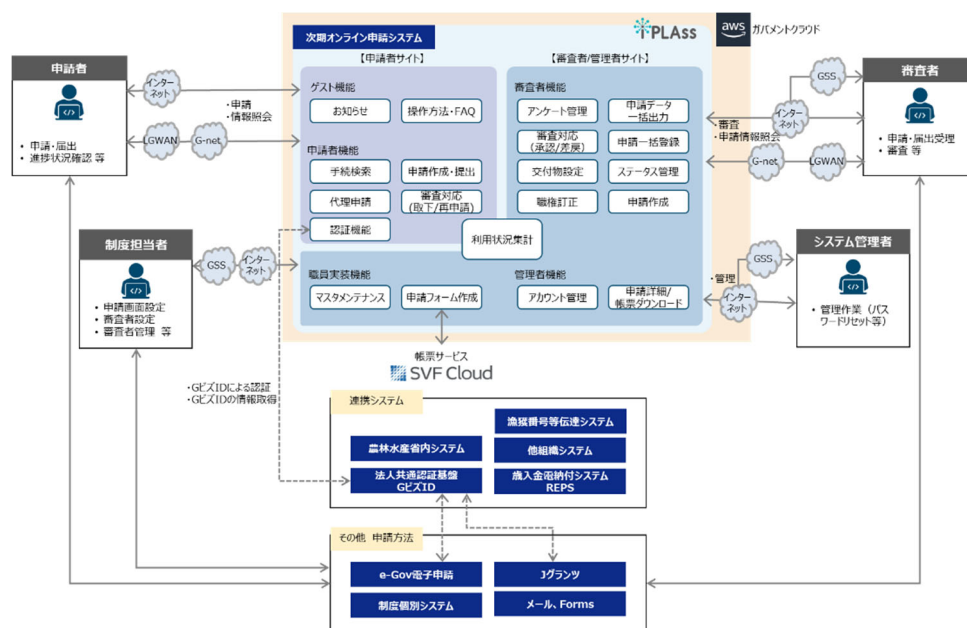 iPLAss
aws ガバメントクラウド
次期オンライン申請システム
【申請者サイト】
【審査者/管理者サイト】
申請者
・申請・届出
・進捗状況確認 等
インターネット
・申請
・情報照会
LGWAN
G-net
ゲスト機能
お知らせ
操作方法・FAQ
申請者機能
手続検索
申請作成・提出
代理申請
審査対応
(取下/再申請)
認証機能
審査者機能
アンケート管理
申請データ
一括出力
審査対応
(承認/差戻)
申請一括登録
交付物設定
ステータス管理
職権訂正
申請作成
利用状況集計
GSS
インターネット
・審査
・申請情報照会
G-net
LGWAN
審査者
・申請・届出受理
・審査 等
制度担当者
・申請画面設定
・審査者設定
・審査者管理 等
GSS
インターネット
職員実装機能
マスタメンテナンス
申請フォーム作成
管理者機能
アカウント管理
申請詳細/
帳票ダウンロード
・管理
GSS
インターネット
システム管理者
・管理作業（パス
ワードリセット等）
帳票サービス
SVF Cloud
・GビズIDによる認証
・GビズIDの情報取得
連携システム
農林水産省内システム
法人共通認証基盤
GビズID
漁獲番号等伝達システム
他組織システム
歳入金電納付システム
REPS
その他 申請方法
e-Gov電子申請
Jグランツ
制度個別システム
メール、Forms